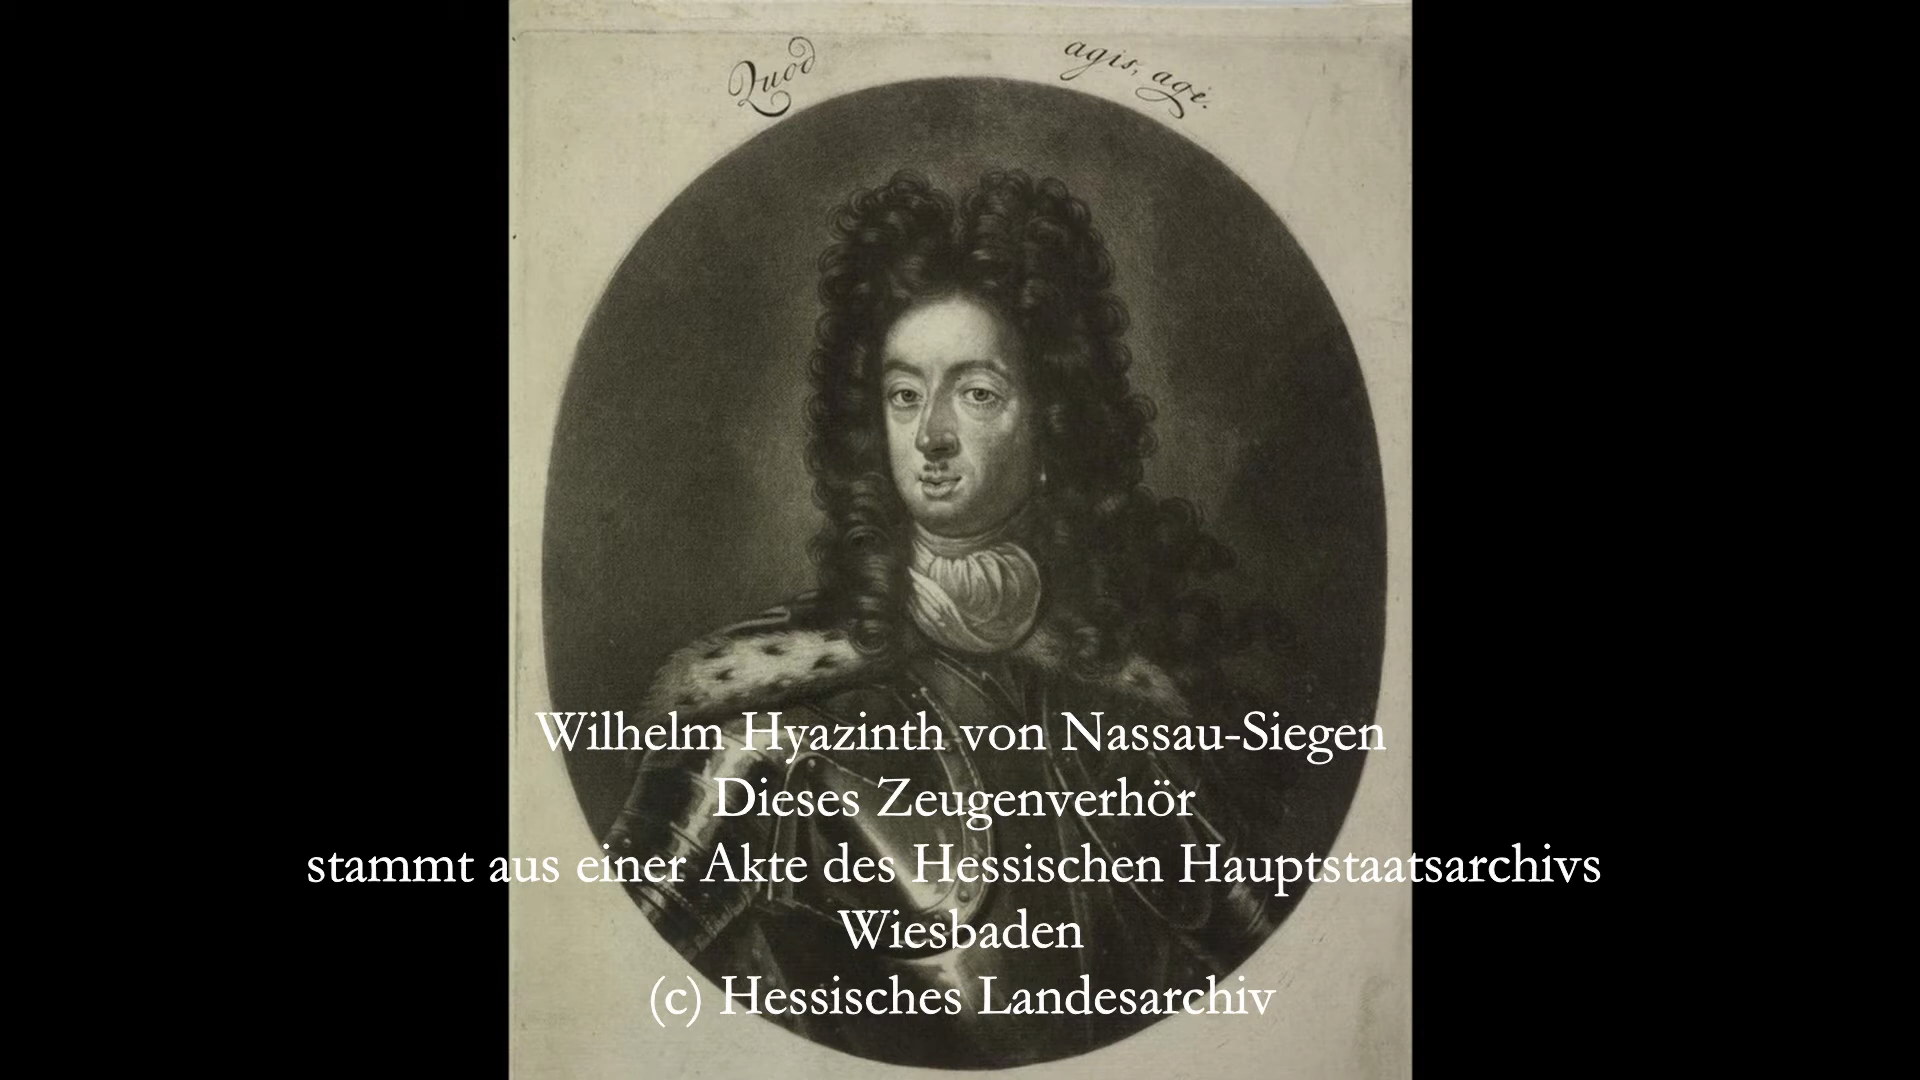 Quod agis, age.
Wilhelm Hyazinth von Nassau-Siegen
Dieses Zeugenverhör
stammt aus einer Akte des Hessischen Hauptstaatsarchivs
Wiesbaden
(c) Hessisches Landesarchiv